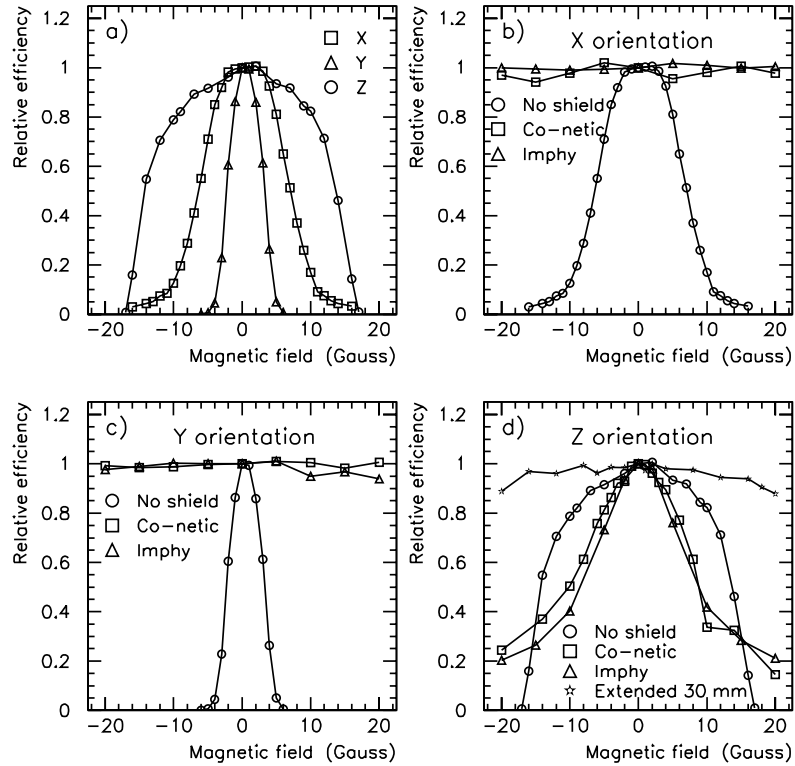 a)
X
Y
Z
Relative efficiency
1.2
1
0.8
0.6
0.4
0.2
0
−20 −10 0 10 20
Magnetic field (Gauss)
b)
X orientation
No shield
Co−netic
Imphy
Relative efficiency
1.2
1
0.8
0.6
0.4
0.2
0
−20 −10 0 10 20
Magnetic field (Gauss)
c)
Y orientation
No shield
Co−netic
Imphy
Relative efficiency
1.2
1
0.8
0.6
0.4
0.2
0
−20 −10 0 10 20
Magnetic field (Gauss)
d)
Z orientation
No shield
Co−netic
Imphy
Extended 30 mm
Relative efficiency
1.2
1
0.8
0.6
0.4
0.2
0
−20 −10 0 10 20
Magnetic field (Gauss)